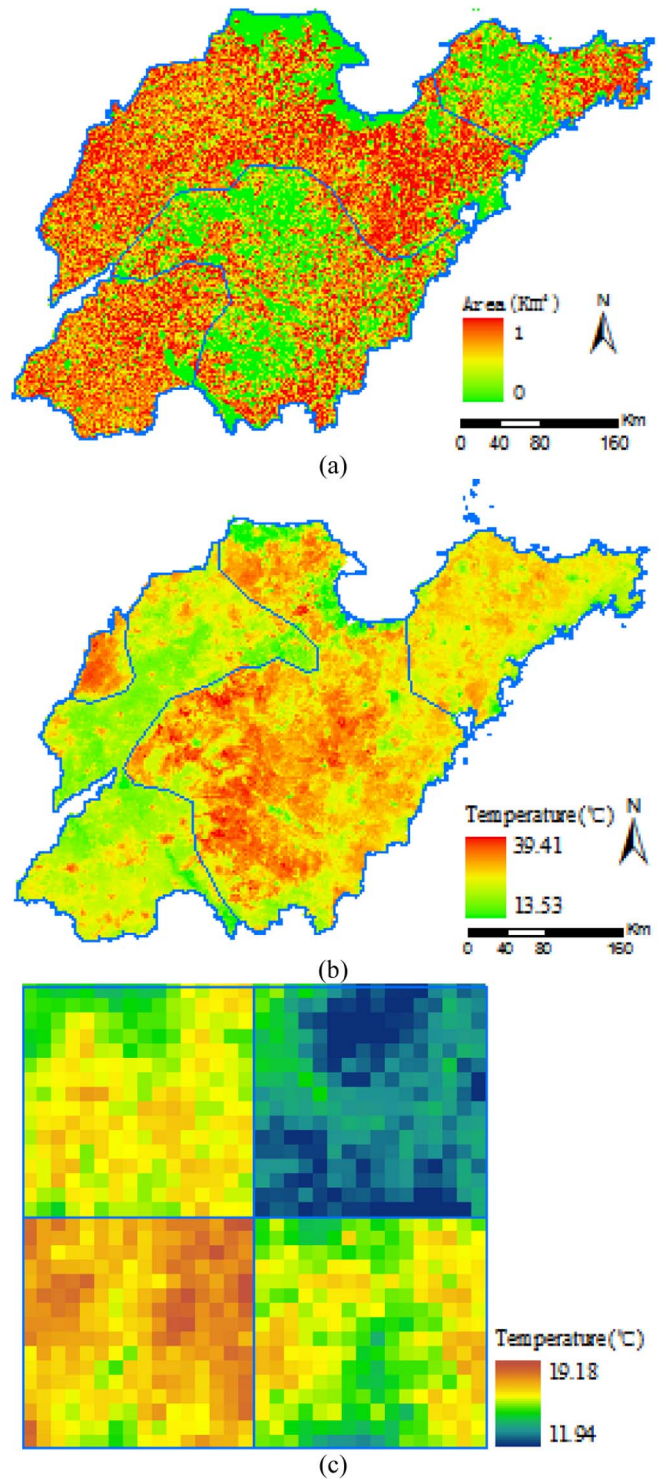 Area (Km²)
N
1
0
Km
0 40 80 160
(a)
Temperature(℃)
N
39.41
13.53
Km
0 40 80 160
(b)
Temperature(℃)
19.18
11.94
(c)